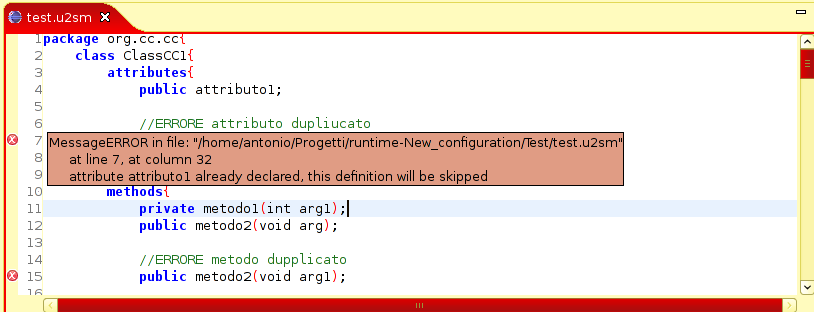 test.u2sm
1 package org.cc.cc{
2 class ClassCC1{
3 attributes{
4 public attributo1;
5
6 //ERRORE attributo dupliucato
7 MessageERROR in file: "/home/antonio/Progetti/runtime-New_configuration/Test/test.u2sm"
8 at line 7, at column 32
9 attribute attributo1 already declared, this definition will be skipped
10 methods{
11 private metodo1(int arg1);
12 public metodo2(void arg);
13
14 //ERRORE metodo dupplicato
15 public metodo2(void arg1);
16